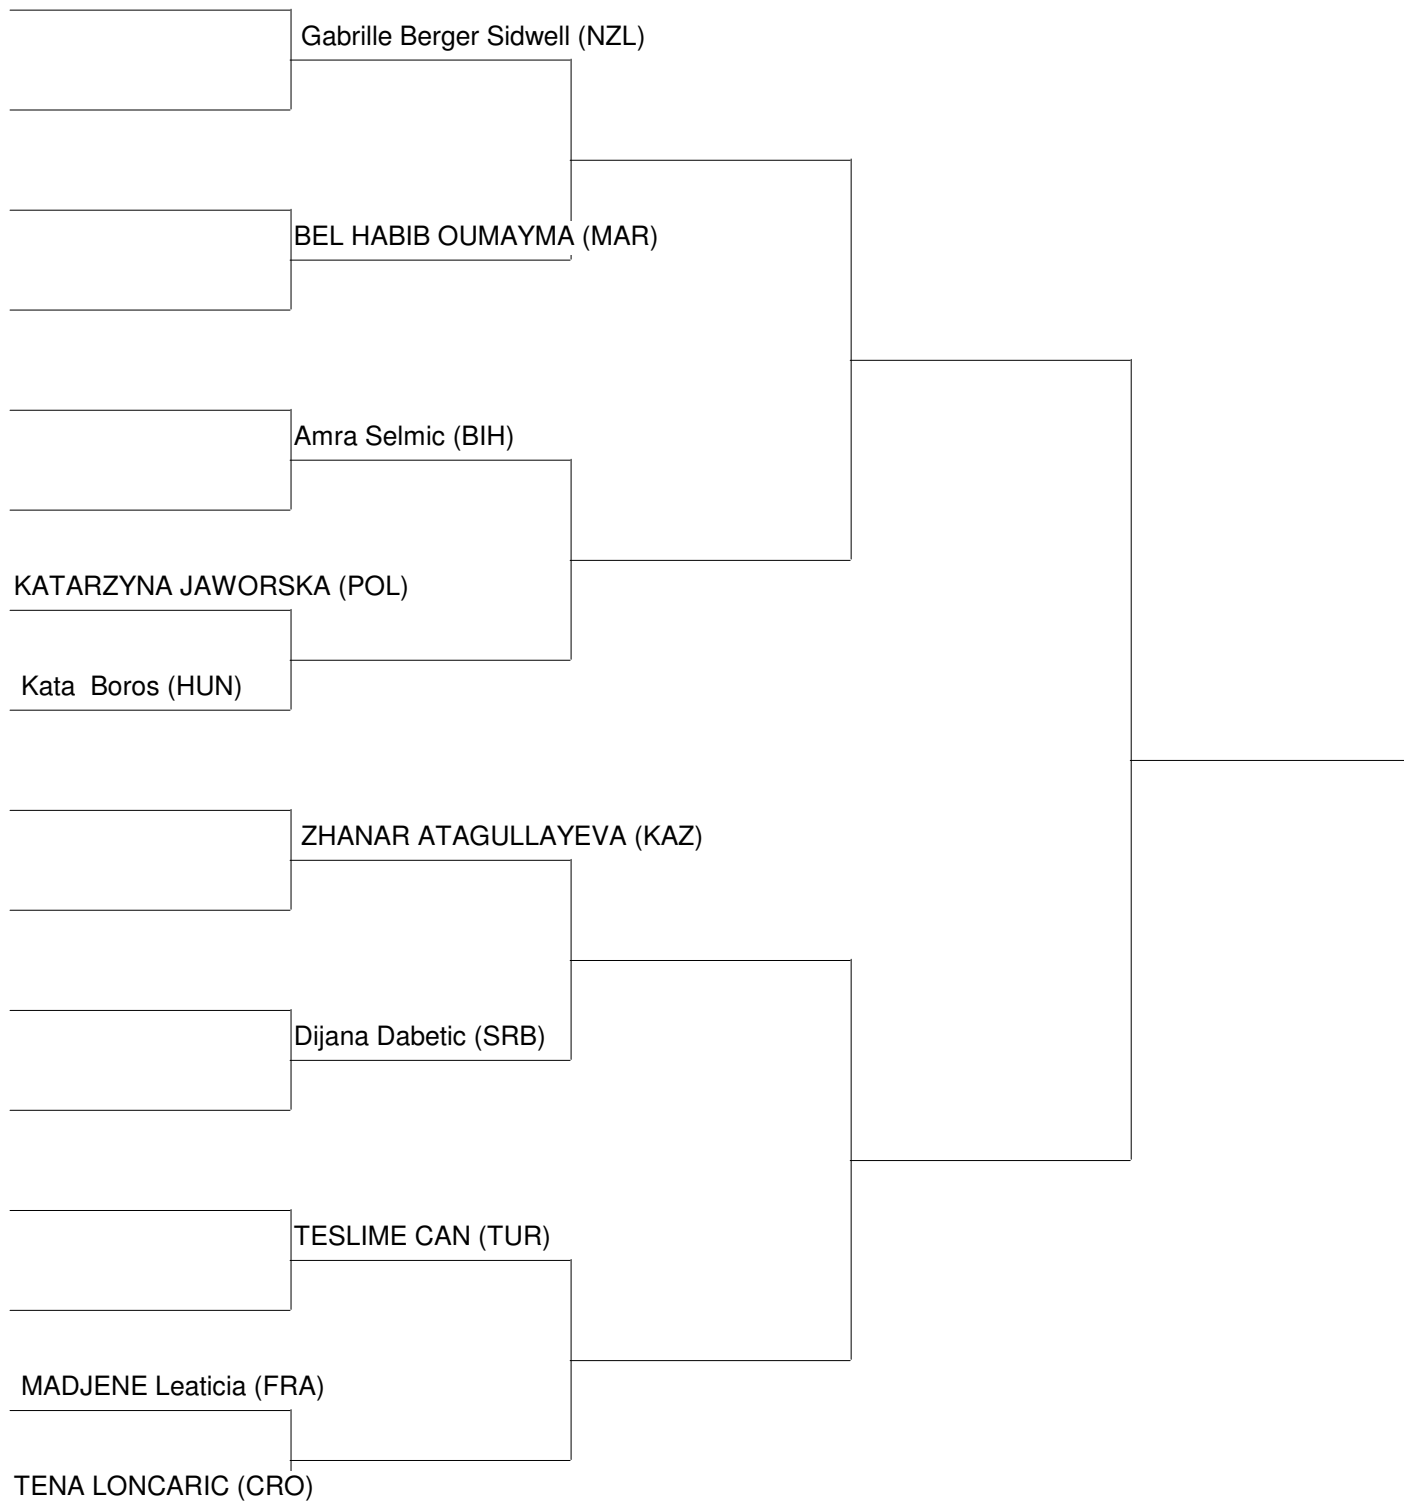 Gabrille Berger Sidwell (NZL)
BEL HABIB OUMAYMA (MAR)
Amra Selmic (BIH)
KATARZYNA JAWORSKA (POL)
Kata  Boros (HUN)
ZHANAR ATAGULLAYEVA (KAZ)
Dijana Dabetic (SRB)
TESLIME CAN (TUR)
MADJENE Leaticia (FRA)
TENA LONCARIC (CRO)